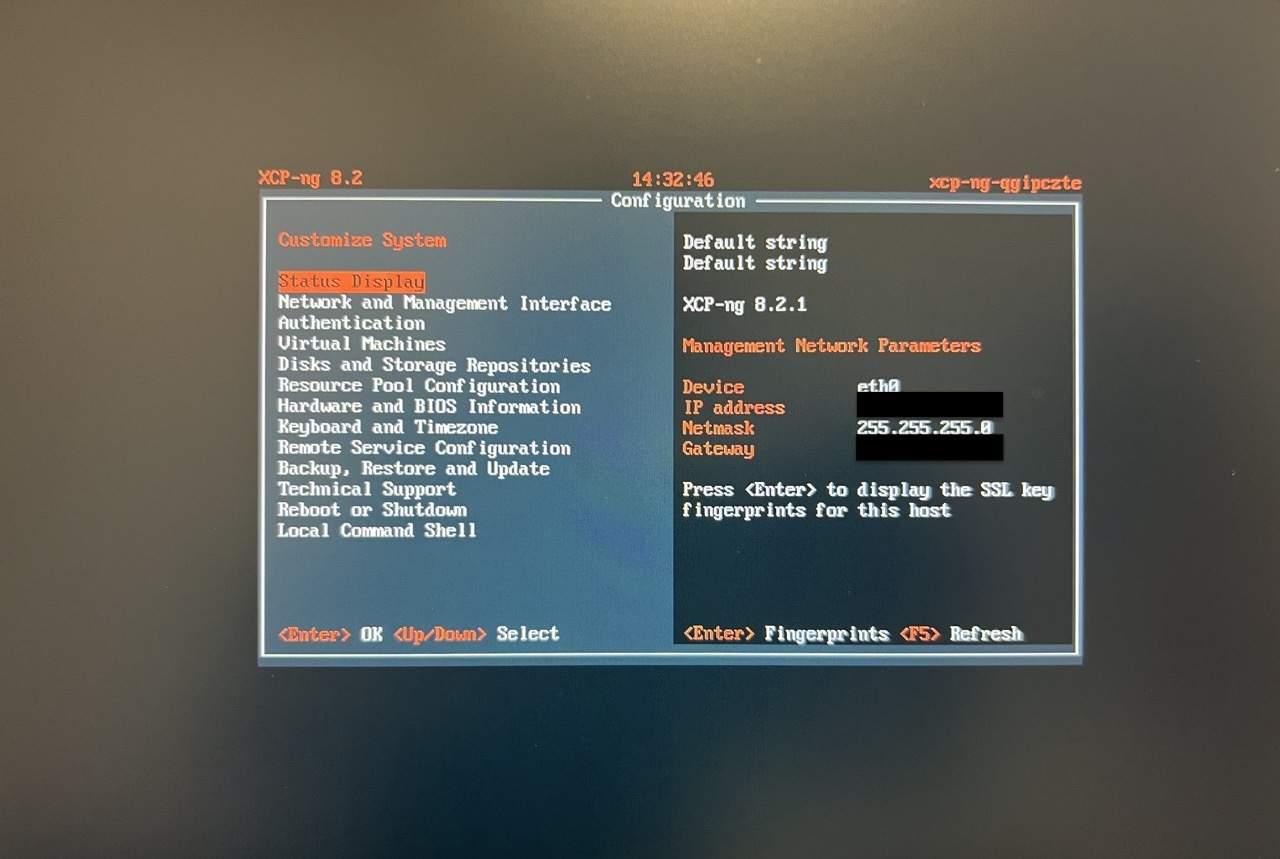 XCP-ng 8.2 14:32:46 xcp-ng-qgipczte
Configuration
Customize System
Status Display
Network and Management Interface
Authentication
Virtual Machines
Disks and Storage Repositories
Resource Pool Configuration
Hardware and BIOS Information
Keyboard and Timezone
Remote Service Configuration
Backup, Restore and Update
Technical Support
Reboot or Shutdown
Local Command Shell
<Enter> OK <Up/Down> Select
Default string
Default string
XCP-ng 8.2.1
Management Network Parameters
Device eth0
IP address
Netmask 255.255.255.0
Gateway
Press <Enter> to display the SSL key
fingerprints for this host
<Enter> Fingerprints <F5> Refresh